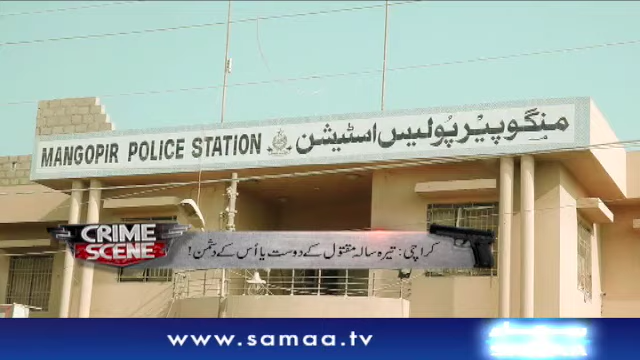 MANGOPIR POLICE STATION منگوپیر پولیس اسٹیشن
CRIME
SCENE
کراچی: تیرہ سالہ مقتول کے دوست یا اُس کے دشمن!
www.samaa.tv